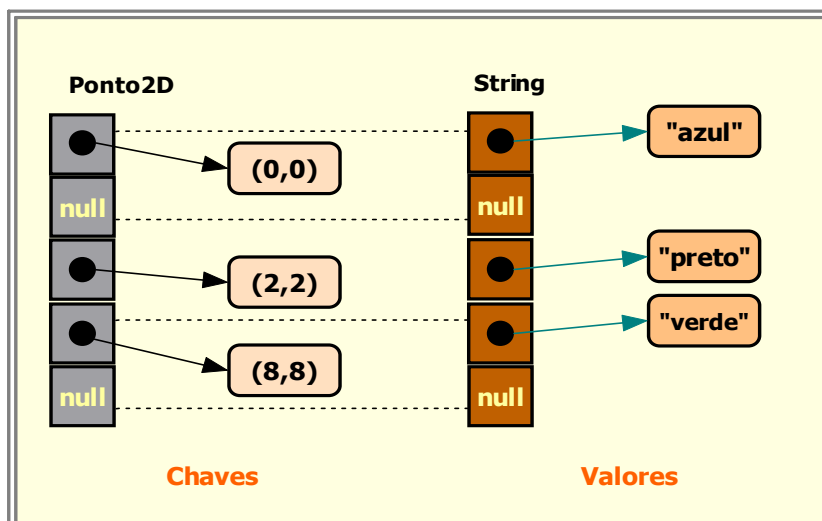 Ponto2D
String
"azul"
(0,0)
null
null
(2,2)
"preto"
"verde"
(8,8)
null
null
Chaves
Valores